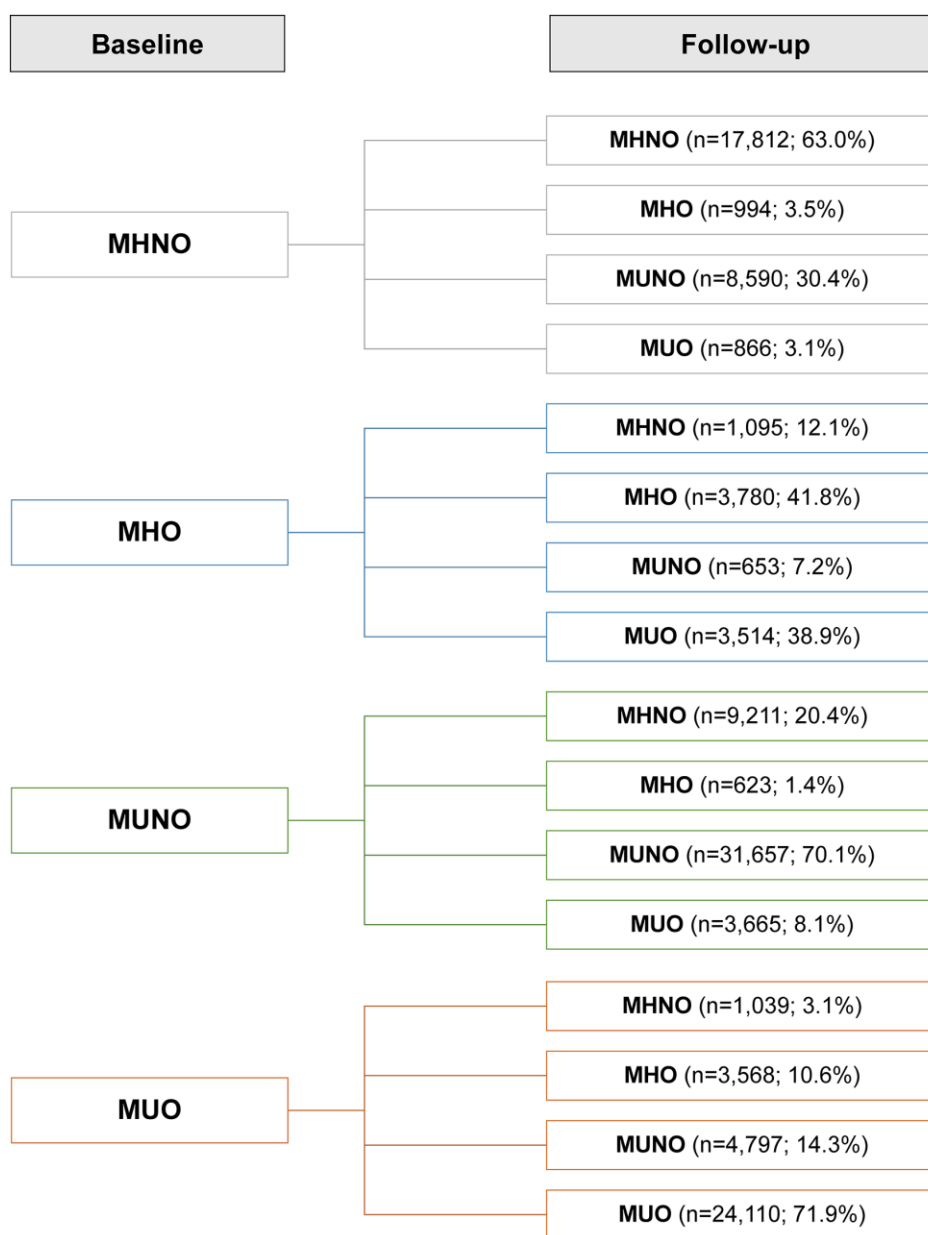 Baseline
Follow-up
MHNO
MHNO (n=17,812; 63.0%)
MHO (n=994; 3.5%)
MUNO (n=8,590; 30.4%)
MUO (n=866; 3.1%)
MHO
MHNO (n=1,095; 12.1%)
MHO (n=3,780; 41.8%)
MUNO (n=653; 7.2%)
MUO (n=3,514; 38.9%)
MUNO
MHNO (n=9,211; 20.4%)
MHO (n=623; 1.4%)
MUNO (n=31,657; 70.1%)
MUO (n=3,665; 8.1%)
MUO
MHNO (n=1,039; 3.1%)
MHO (n=3,568; 10.6%)
MUNO (n=4,797; 14.3%)
MUO (n=24,110; 71.9%)